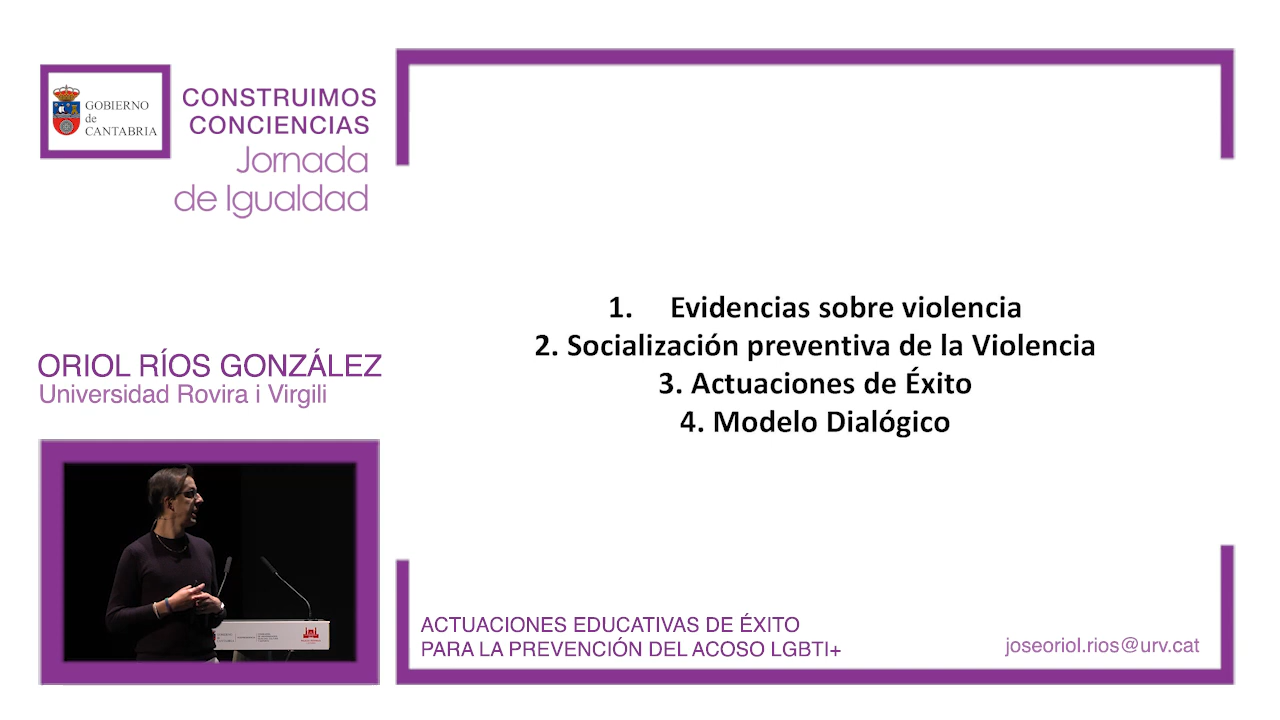 GOBIERNO
de
CANTABRIA
CONSTRUIMOS
CONCIENCIAS
Jornada
de Igualdad
1. Evidencias sobre violencia
2. Socialización preventiva de la Violencia
3. Actuaciones de Éxito
4. Modelo Dialógico
ORIOL RÍOS GONZÁLEZ
Universidad Rovira i Virgili
ACTUACIONES EDUCATIVAS DE ÉXITO
PARA LA PREVENCIÓN DEL ACOSO LGBTI+
joseoriol.rios@urv.cat